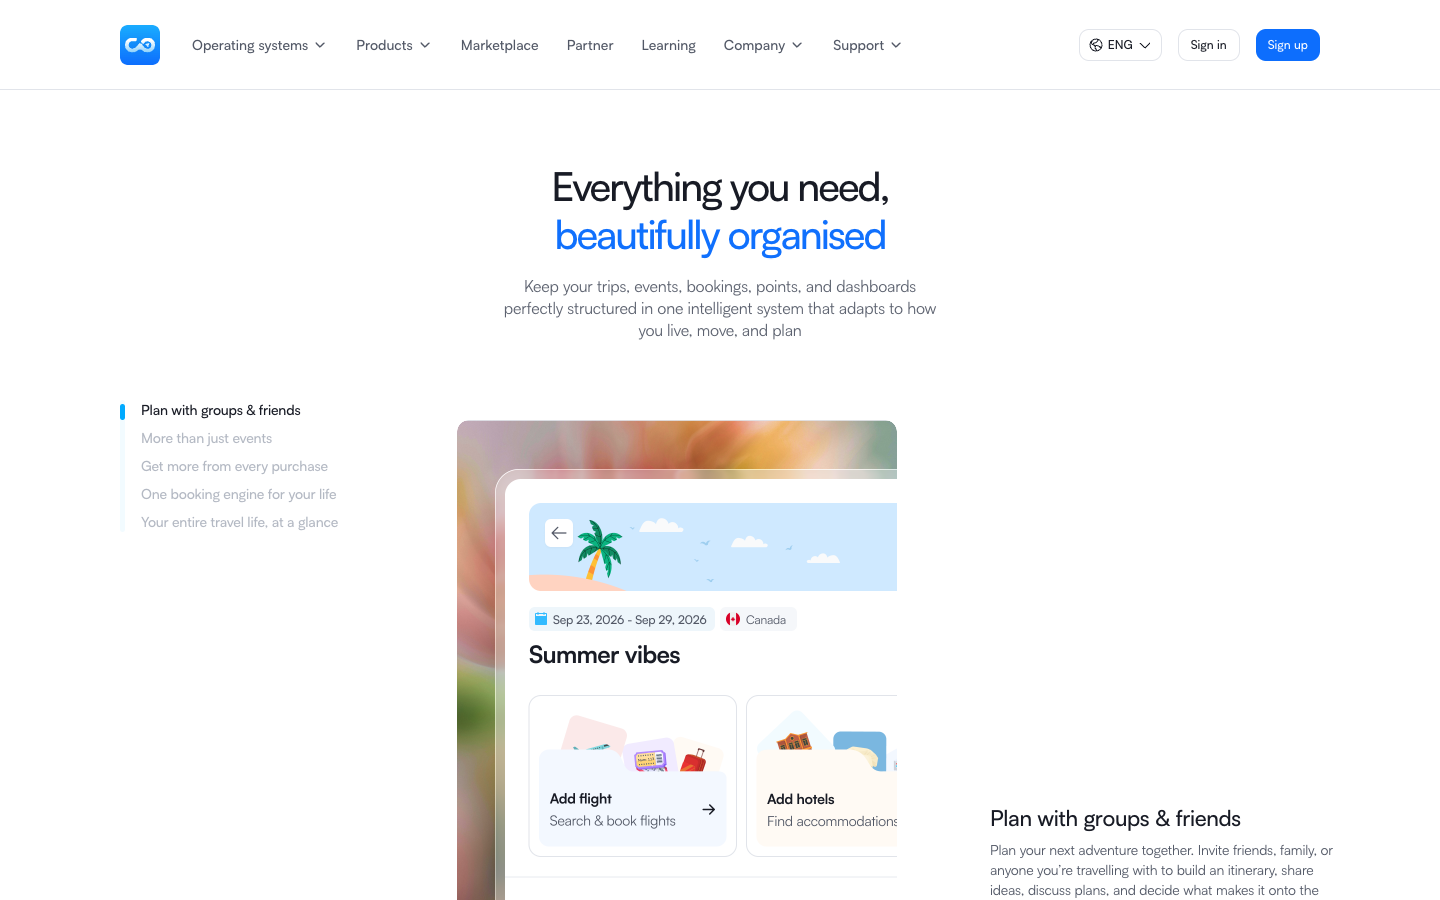 Operating systems
Products
Marketplace
Partner
Learning
Company
Support
ENG
Sign in
Sign up
Everything you need,
beautifully organised
Keep your trips, events, bookings, points, and dashboards
perfectly structured in one intelligent system that adapts to how
you live, move, and plan
Plan with groups & friends
More than just events
Get more from every purchase
One booking engine for your life
Your entire travel life, at a glance
Sep 23, 2026 - Sep 29, 2026
Canada
Summer vibes
Add flight
Search & book flights
Add hotels
Find accommodations
Plan with groups & friends
Plan your next adventure together. Invite friends, family, or
anyone you’re travelling with to build an itinerary, share
ideas, discuss plans, and decide what makes it onto the